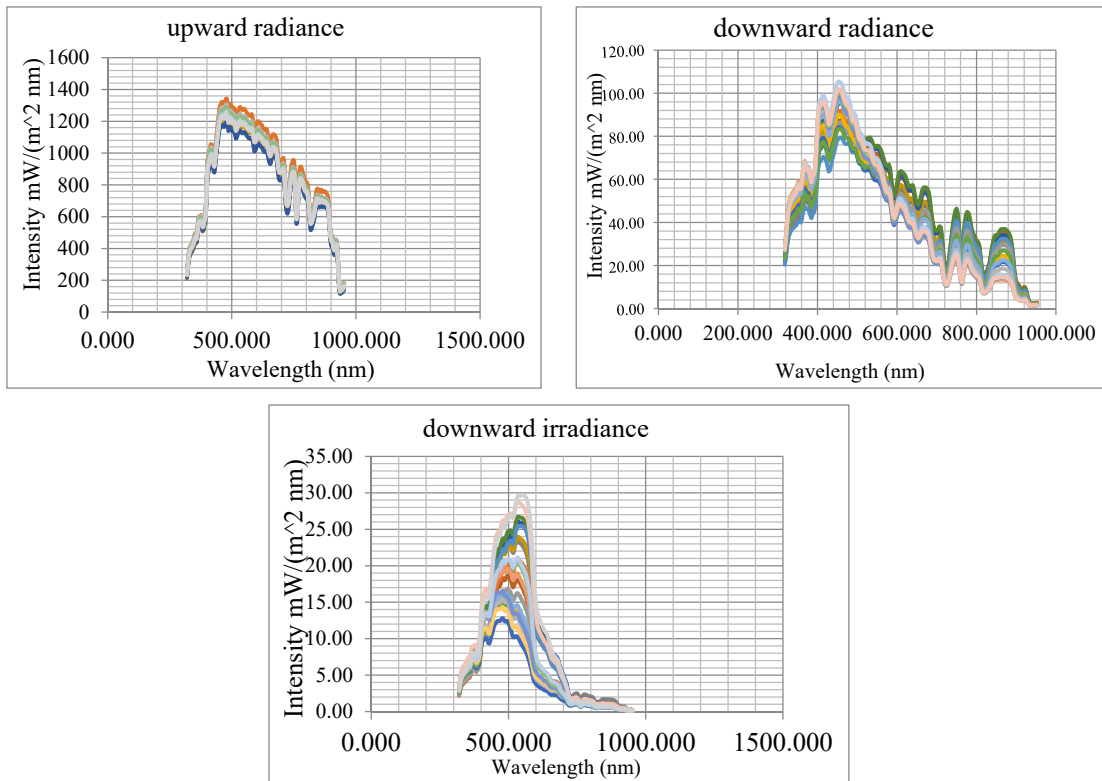 upward radiance
Intensity mW/(m^2 nm)
1600
1400
1200
1000
800
600
400
200
0
0.000 500.000 1000.000 1500.000
Wavelength (nm)
downward radiance
Intensity mW/(m^2 nm)
120.00
100.00
80.00
60.00
40.00
20.00
0.00
0.000 200.000 400.000 600.000 800.000 1000.000
Wavelength (nm)
downward irradiance
Intensity mW/(m^2 nm)
35.00
30.00
25.00
20.00
15.00
10.00
5.00
0.00
0.000 500.000 1000.000 1500.000
Wavelength (nm)